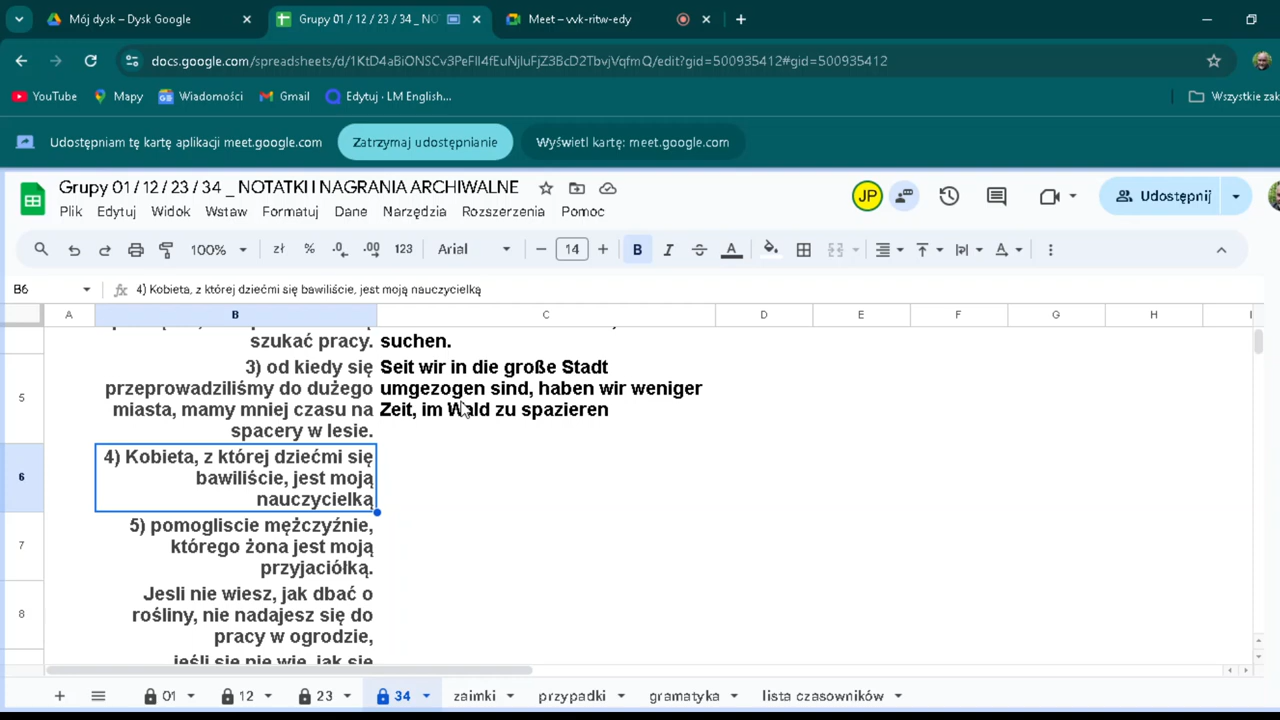 Mój dysk – Dysk Google
Grupy 01 / 12 / 23 / 34 _ NO
Meet – vvk-ritw-edy
docs.google.com/spreadsheets/d/1KtD4aBiONSCv3PeFlI4fEuNjIuFjZ3BcD2TbvjVqfmQ/edit?gid=500935412#gid=500935412
YouTube
Mapy
Wiadomości
Gmail
Edytuj · LM English...
Wszystkie zak
Udostępniam tę kartę aplikacji meet.google.com
Zatrzymaj udostępnianie
Wyświetl kartę: meet.google.com
Grupy 01 / 12 / 23 / 34 _ NOTATKI I NAGRANIA ARCHIWALNE
JP
Udostępnij
Plik Edytuj Widok Wstaw Formatuj Dane Narzędzia Rozszerzenia Pomoc
100% zł % .0 .00 123 Arial 14 B I A
B6
4) Kobieta, z której dziećmi się bawiliście, jest moją nauczycielką
A B C D E F G H I
szukać pracy.
suchen.
5
3) od kiedy się
przeprowadziliśmy do dużego
miasta, mamy mniej czasu na
spacery w lesie.
Seit wir in die große Stadt
umgezogen sind, haben wir weniger
Zeit, im Wald zu spazieren
6
4) Kobieta, z której dziećmi się
bawiliście, jest moją
nauczycielką
7
5) pomogliscie mężczyźnie,
którego żona jest moją
przyjaciółką.
8
Jesli nie wiesz, jak dbać o
rośliny, nie nadajesz się do
pracy w ogrodzie,
jeśli się nie wie, jak się
01 12 23 34 zaimki przypadki gramatyka lista czasowników